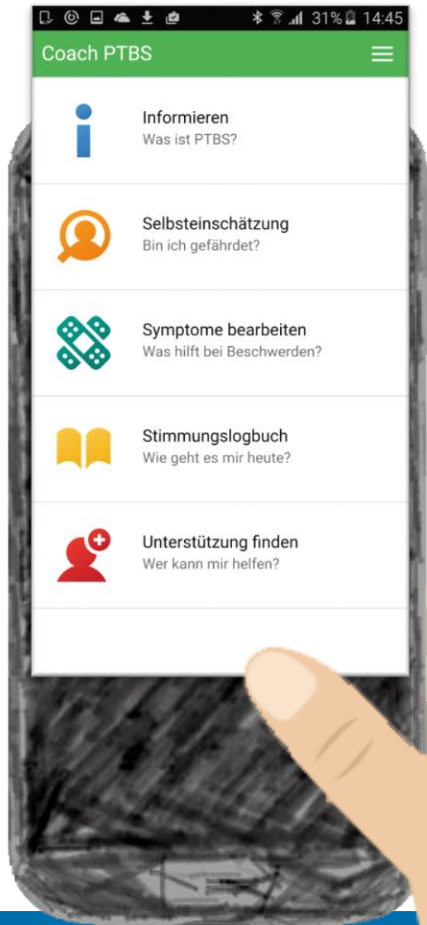 31% 14:45
Coach PTBS
Informieren
Was ist PTBS?
Selbsteinschätzung
Bin ich gefährdet?
Symptome bearbeiten
Was hilft bei Beschwerden?
Stimmungslogbuch
Wie geht es mir heute?
Unterstützung finden
Wer kann mir helfen?